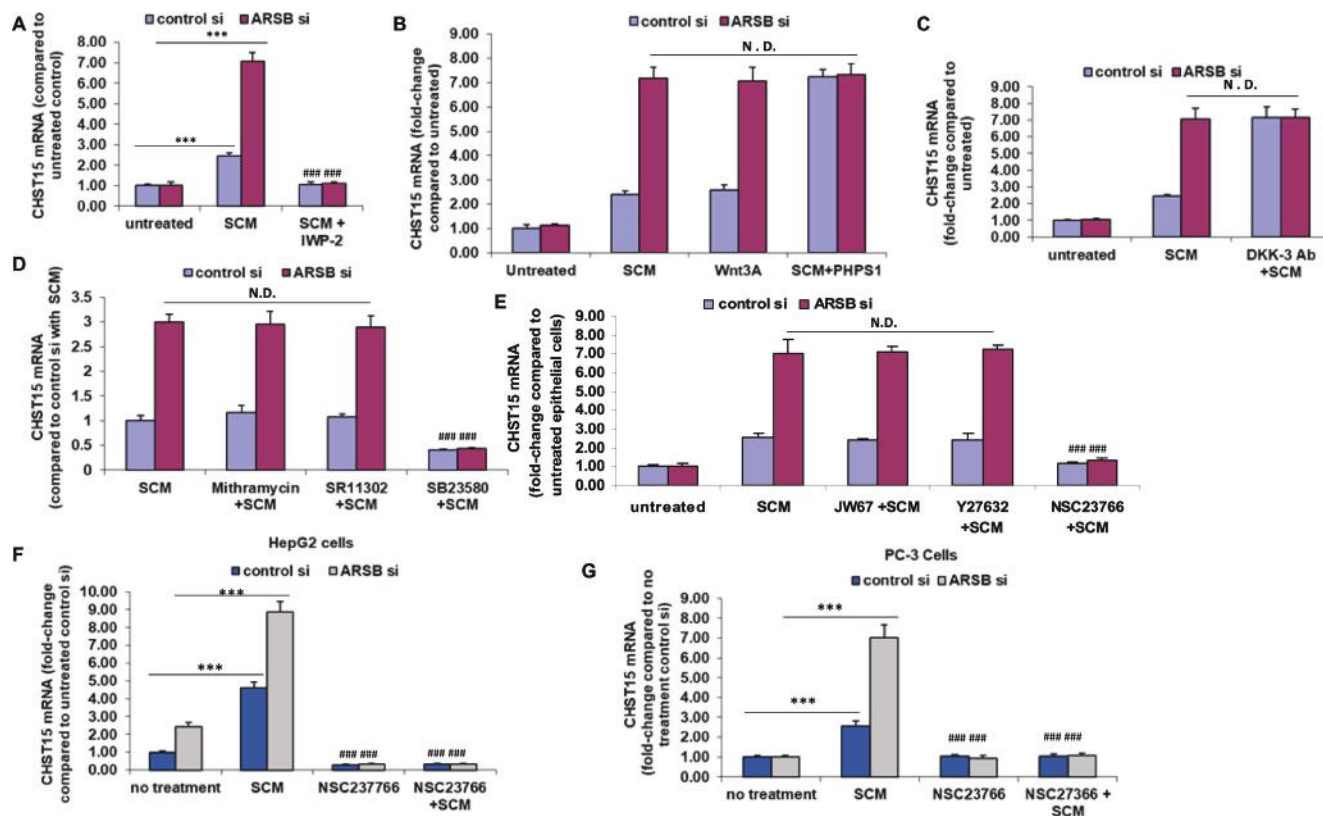 A
control si ARSB si
CHST15 mRNA (compared to
untreated control)
8.00
7.00
6.00
5.00
4.00
3.00
2.00
1.00
0.00
***
***
### ###
untreated SCM SCM +
IWP-2
B
control si ARSB si
CHST15 mRNA (fold-change
compared to untreated)
9.00
8.00
7.00
6.00
5.00
4.00
3.00
2.00
1.00
0.00
N . D.
Untreated SCM Wnt3A SCM+PHPS1
C
control si ARSB si
CHST15 mRNA
(fold-change compared to
untreated)
9.00
8.00
7.00
6.00
5.00
4.00
3.00
2.00
1.00
0.00
N . D.
untreated SCM DKK-3 Ab
+SCM
D
control si ARSB si
CHST15 mRNA
(compared to control si with SCM)
3.5
3
2.5
2
1.5
1
0.5
0
N.D.
### ###
SCM Mithramycin SR11302 SB23580
+SCM +SCM +SCM
E
control si ARSB si
CHST15 mRNA
(fold-change compared to
untreated epithelial cells)
9.00
8.00
7.00
6.00
5.00
4.00
3.00
2.00
1.00
0.00
N.D.
### ###
untreated SCM JW67 +SCM Y27632 NSC23766
+SCM +SCM
F
HepG2 cells
control si ARSB si
CHST15 mRNA (fold-change
compared to untreated control si)
10.00
9.00
8.00
7.00
6.00
5.00
4.00
3.00
2.00
1.00
0.00
***
***
### ### ### ###
no treatment SCM NSC237766 NSC23766
+SCM
G
PC-3 Cells
control si ARSB si
CHST15 mRNA
(fold-change compared to no
treatment control si)
9.00
8.00
7.00
6.00
5.00
4.00
3.00
2.00
1.00
0.00
***
***
### ### ### ###
no treatment SCM NSC23766 NSC27366 +
SCM